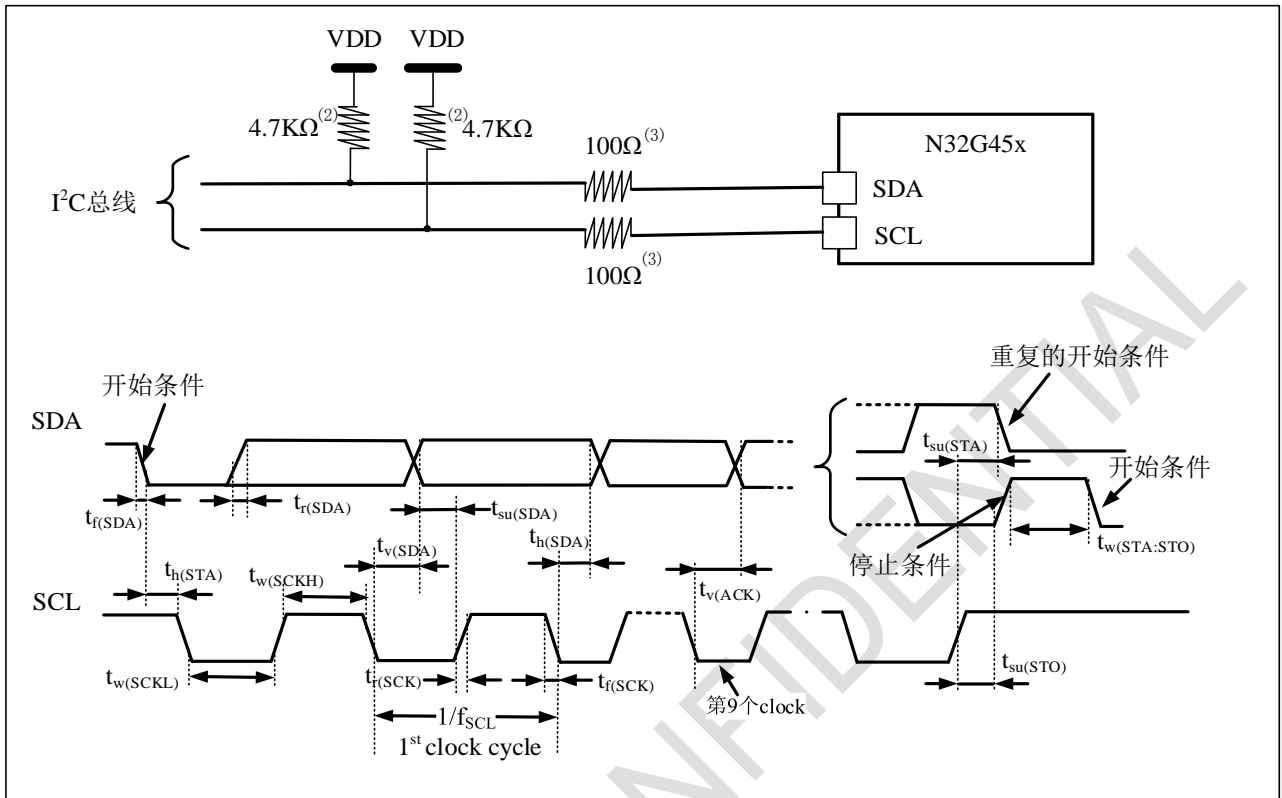 VDD VDD
4.7KΩ(2) (2)4.7KΩ
100Ω(3)
N32G45x
I²C总线
SDA
SCL
100Ω(3)
重复的开始条件
开始条件
SDA
tsu(STA)
开始条件
tf(SDA)
tr(SDA)
tsu(SDA)
tv(SDA)
th(SDA)
tw(STA:STO)
停止条件
th(STA)
tw(SCKH)
tv(ACK)
SCL
tw(SCKL)
tr(SCK)
tf(SCK)
tsu(STO)
第9个clock
1/fSCL
1st clock cycle
NFIDENTIAL